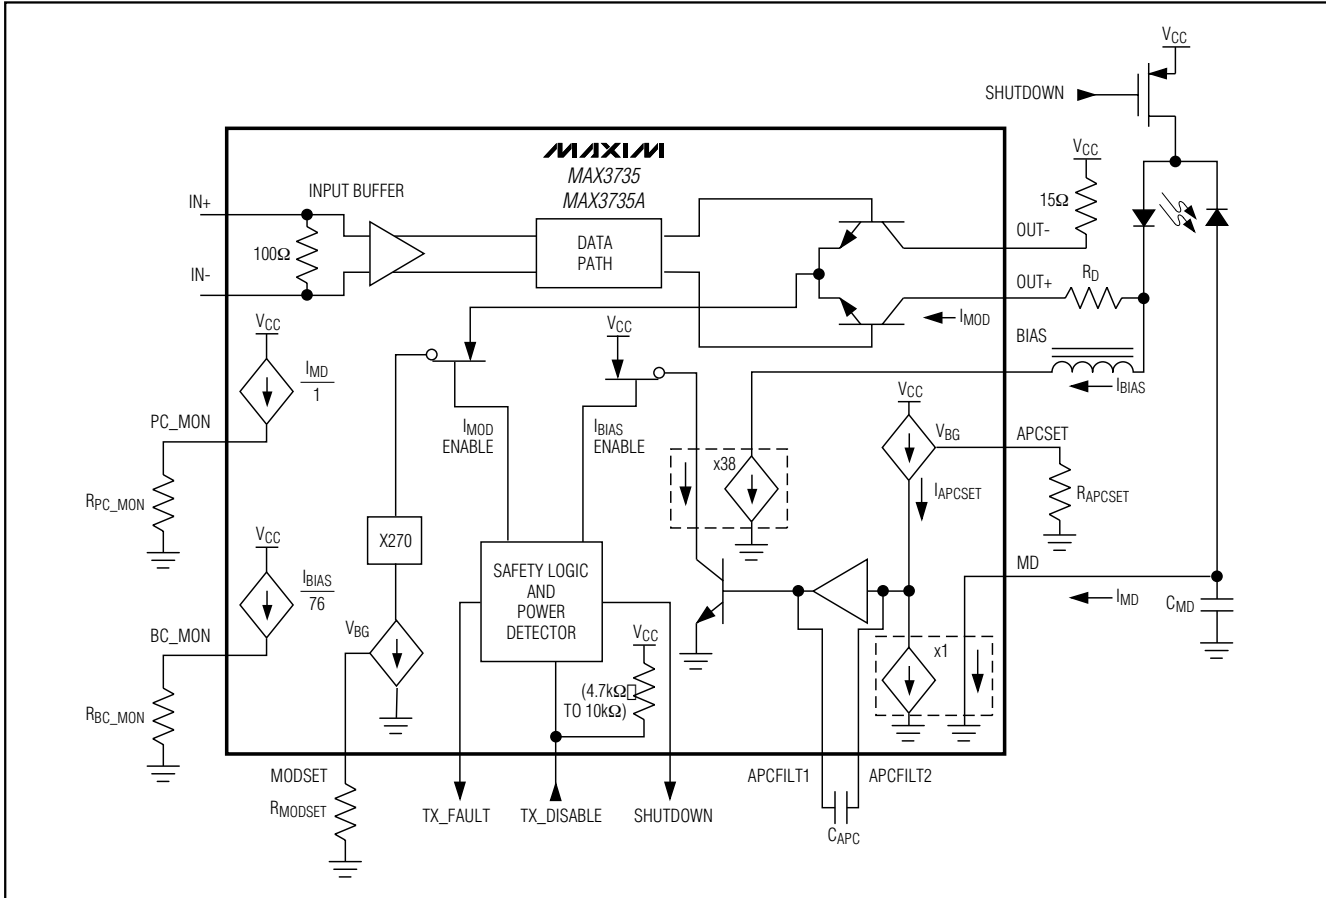 VCC
SHUTDOWN
MAXIM
MAX3735
MAX3735A
VCC
INPUT BUFFER
IN+
15Ω
100Ω
DATA
PATH
OUT-
IN-
RD
OUT+
VCC
VCC
IMOD
BIAS
IMD
1
IBIAS
VCC
PC_MON
IMOD
ENABLE
IBIAS
ENABLE
VBG
APCSET
x38
RPC_MON
IAPCSET
RAPCSET
VCC
X270
SAFETY LOGIC
AND
POWER
DETECTOR
MD
IBIAS
76
IMD
CMD
BC_MON
VBG
VCC
x1
RBC_MON
(4.7kΩ
TO 10kΩ)
MODSET
APCFILT1
APCFILT2
RMODSET
TX_FAULT
TX_DISABLE
SHUTDOWN
CAPC